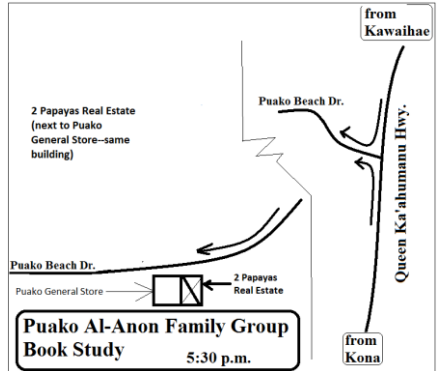 from
Kawaihae
2 Papayas Real Estate
(next to Puako
General Store--same
building)
Puako Beach Dr.
Queen Ka'ahumanu Hwy.
Puako Beach Dr.
Puako General Store
2 Papayas
Real Estate
Puako Al-Anon Family Group
Book Study
5:30 p.m.
from
Kona